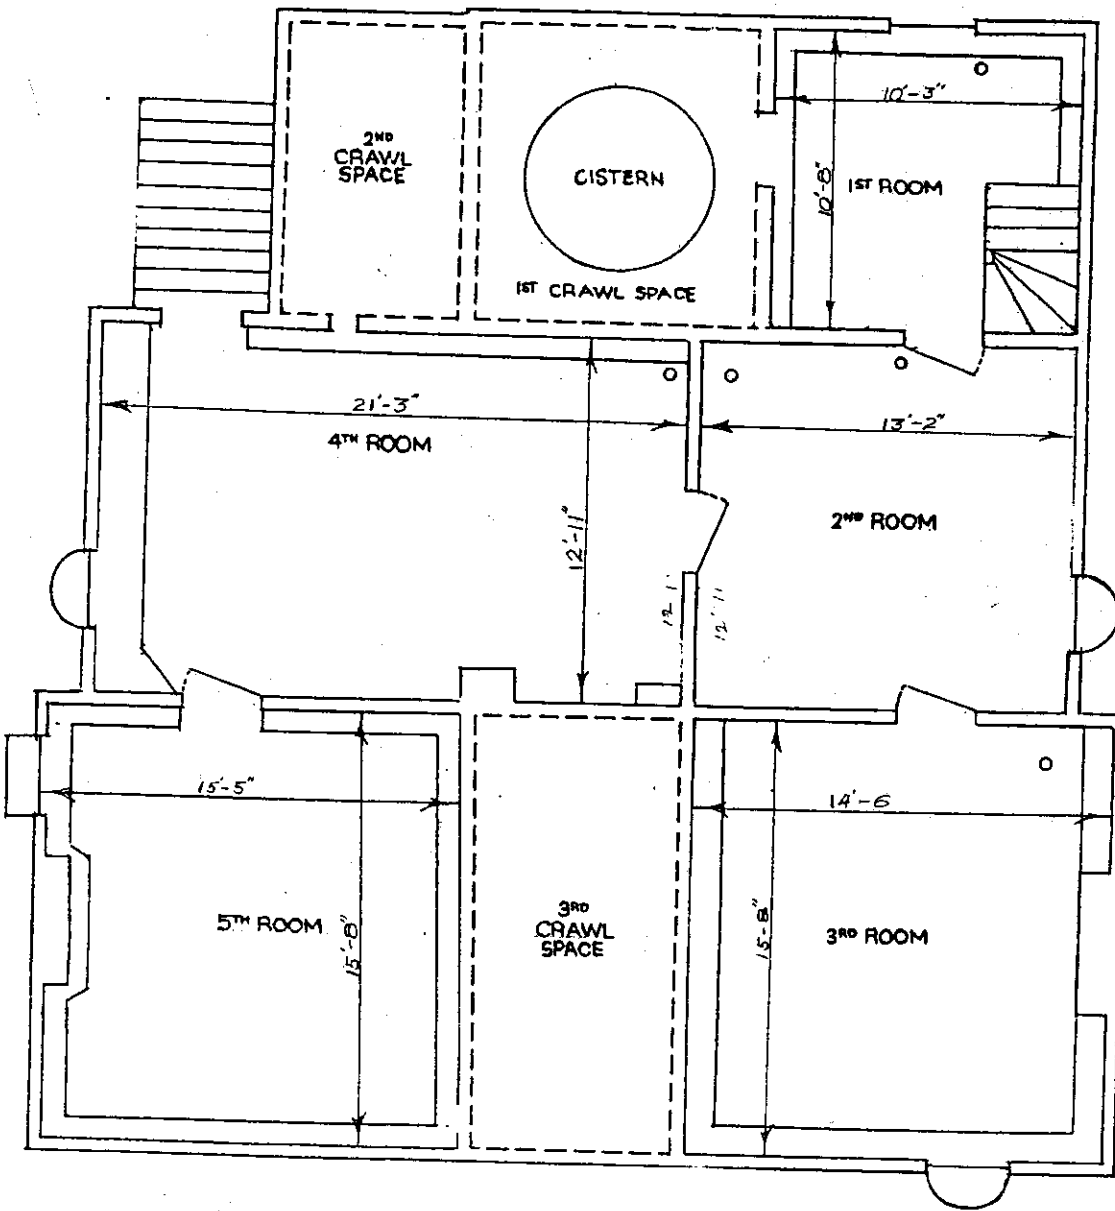 2ND
CRAWL
SPACE
CISTERN
1ST CRAWL SPACE
10'-3"
1ST ROOM
10'-8"
21'-3"
4TH ROOM
13'-2"
2ND ROOM
12'-11"
12-1'
12'11
15'-5"
5TH ROOM
15'-8"
3RD
CRAWL
SPACE
14'-6
15-8"
3RD ROOM